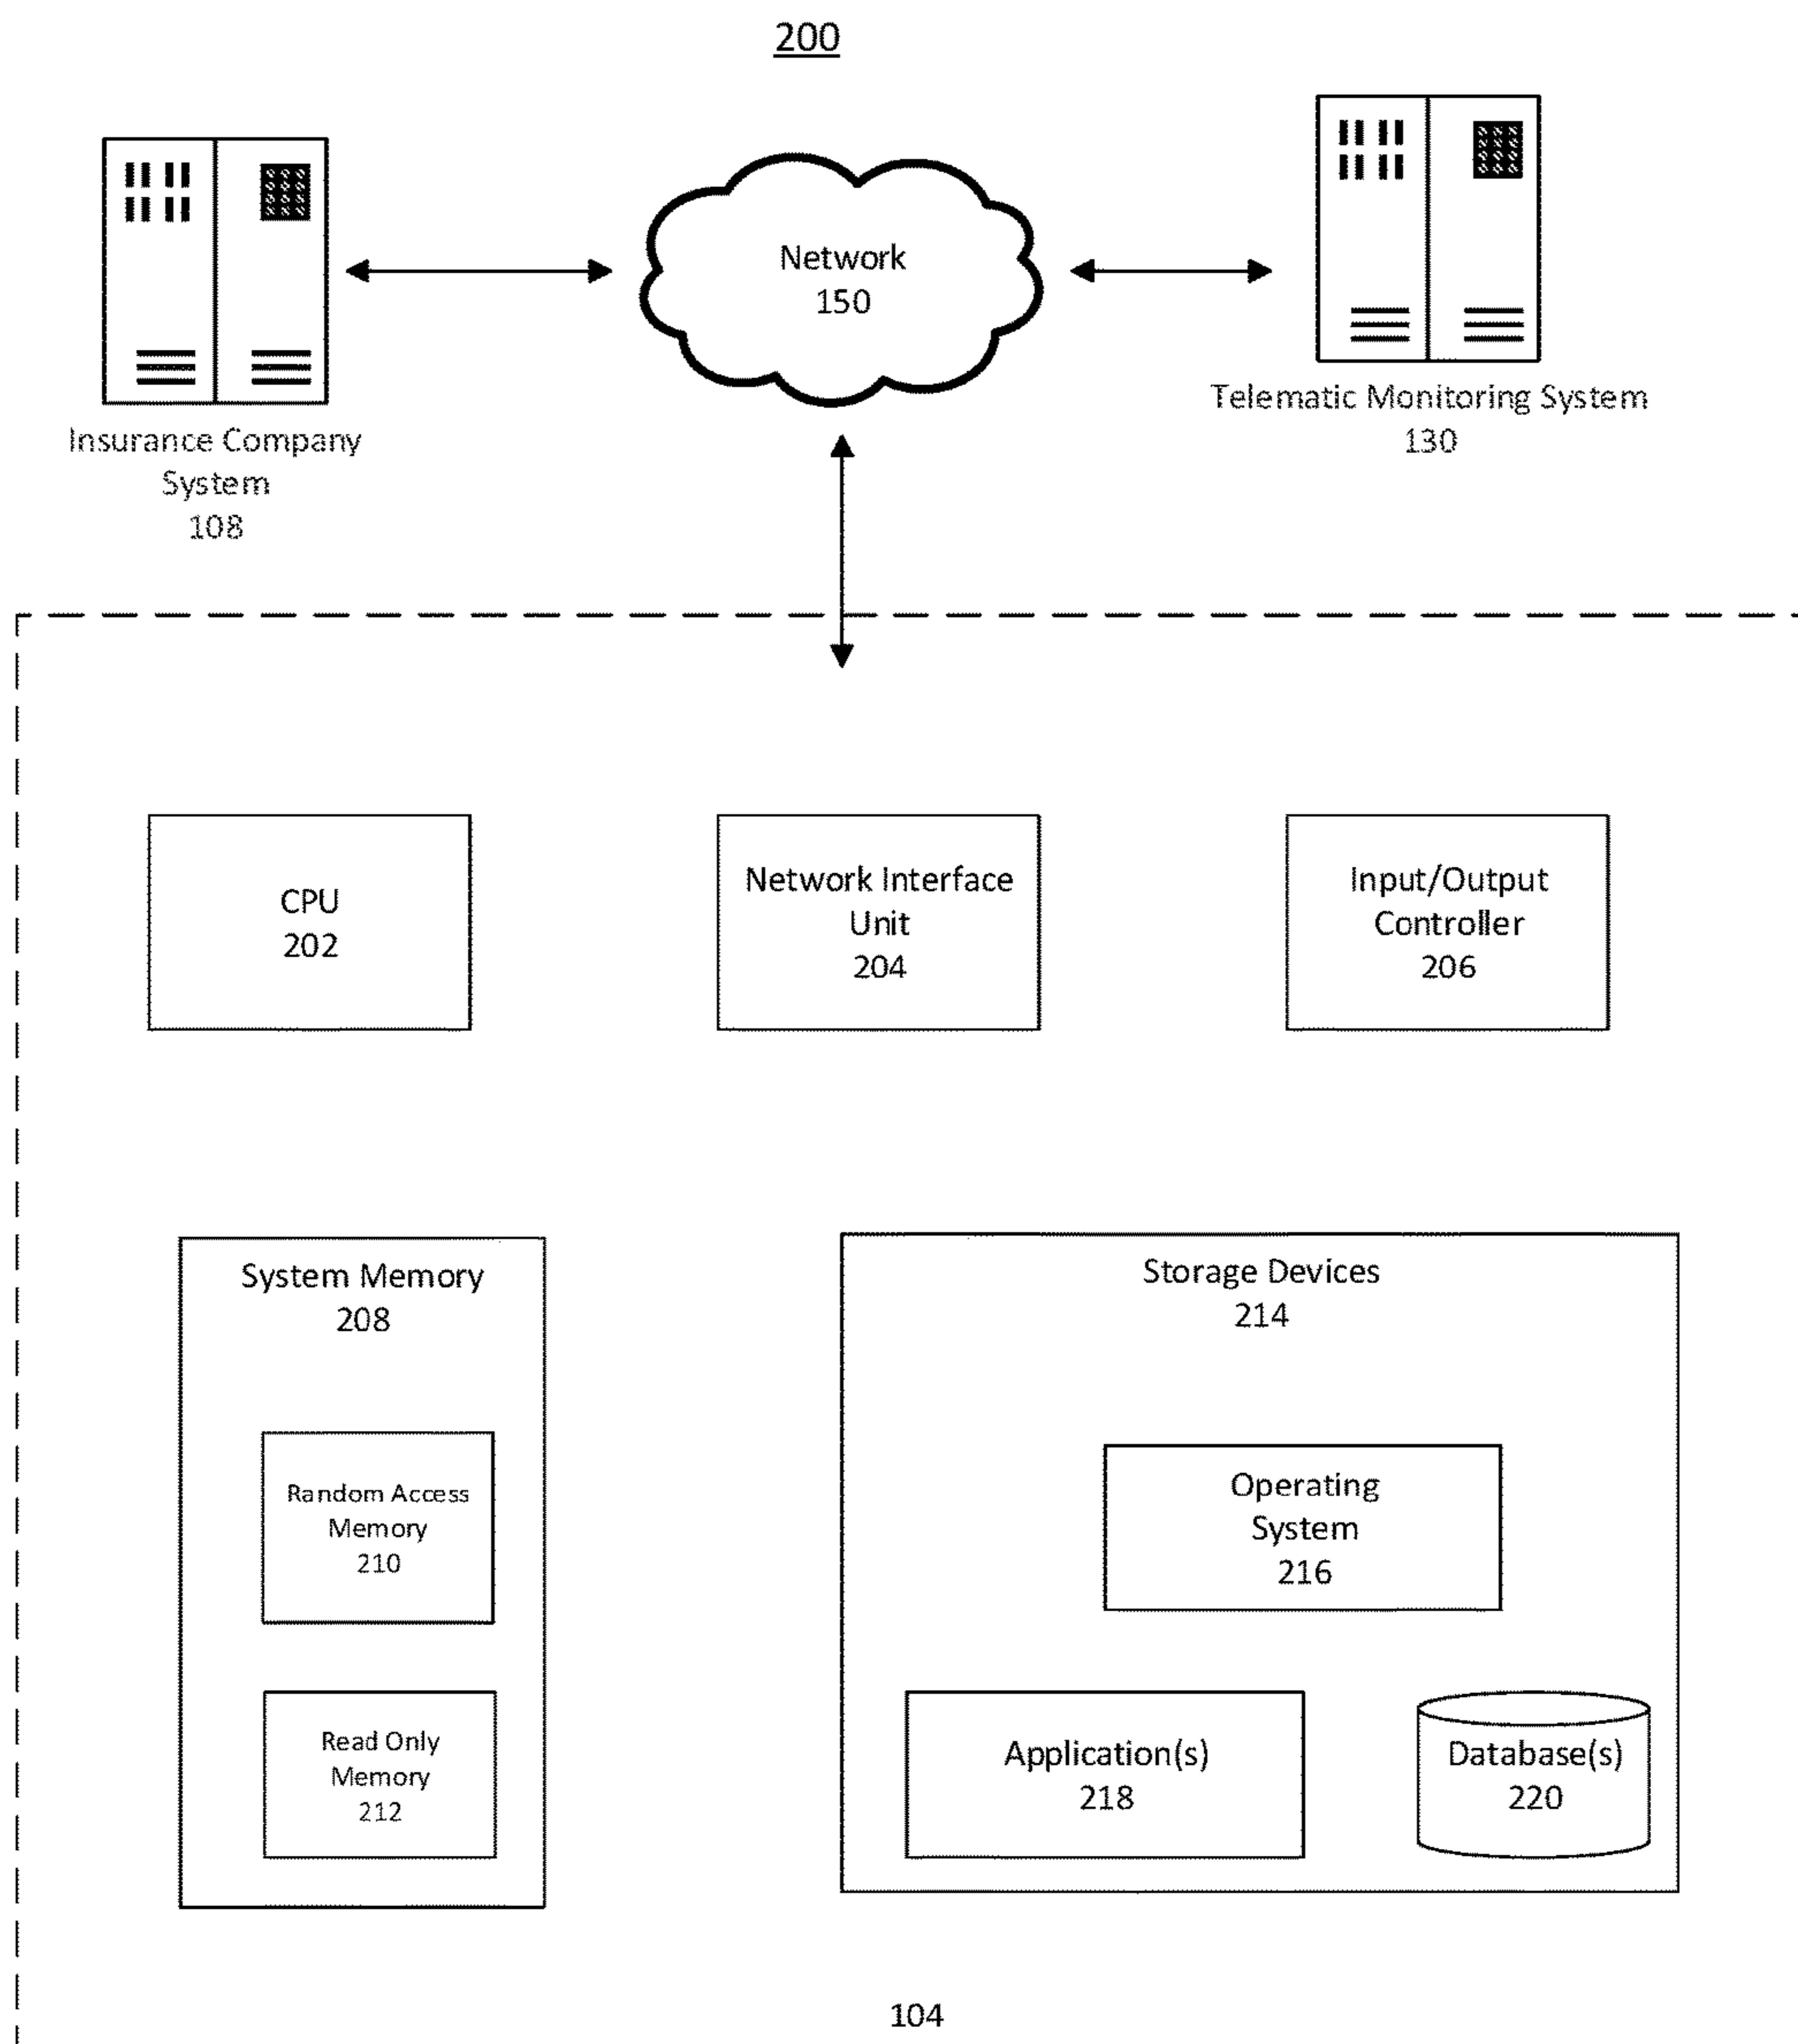 200
Network
150
Insurance Company
System
108
Telematic Monitoring System
130
CPU
202
Network Interface
Unit
204
Input/Output
Controller
206
System Memory
208
Random Access
Memory
210
Read Only
Memory
212
Storage Devices
214
Operating
System
216
Application(s)
218
Database(s)
220
104